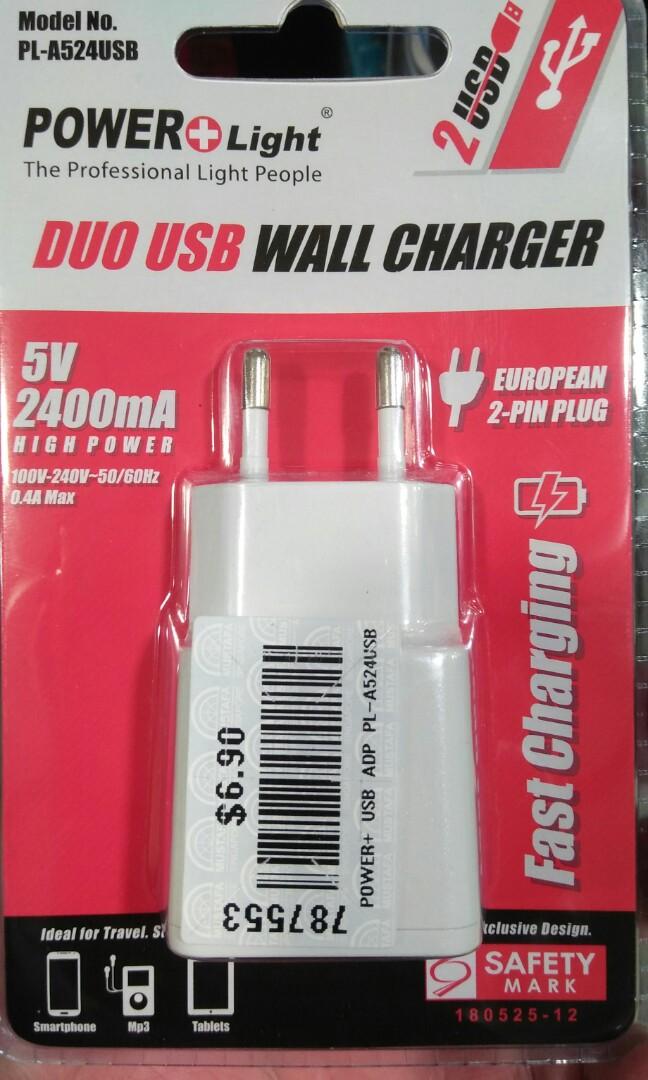 Model No.
PL-A524USB
2 USB
POWER+Light®
The Professional Light People
DUO USB WALL CHARGER
5V
2400mA
HIGH POWER
100V-240V~50/60Hz
0.4A Max
EUROPEAN
2-PIN PLUG
Fast Charging
$6.90
787553
POWER+ USB ADP PL-A524USB
MUSTAFA
Ideal for Travel.
Design.
Smartphone
Mp3
Tablets
SAFETY
MARK
180525-12